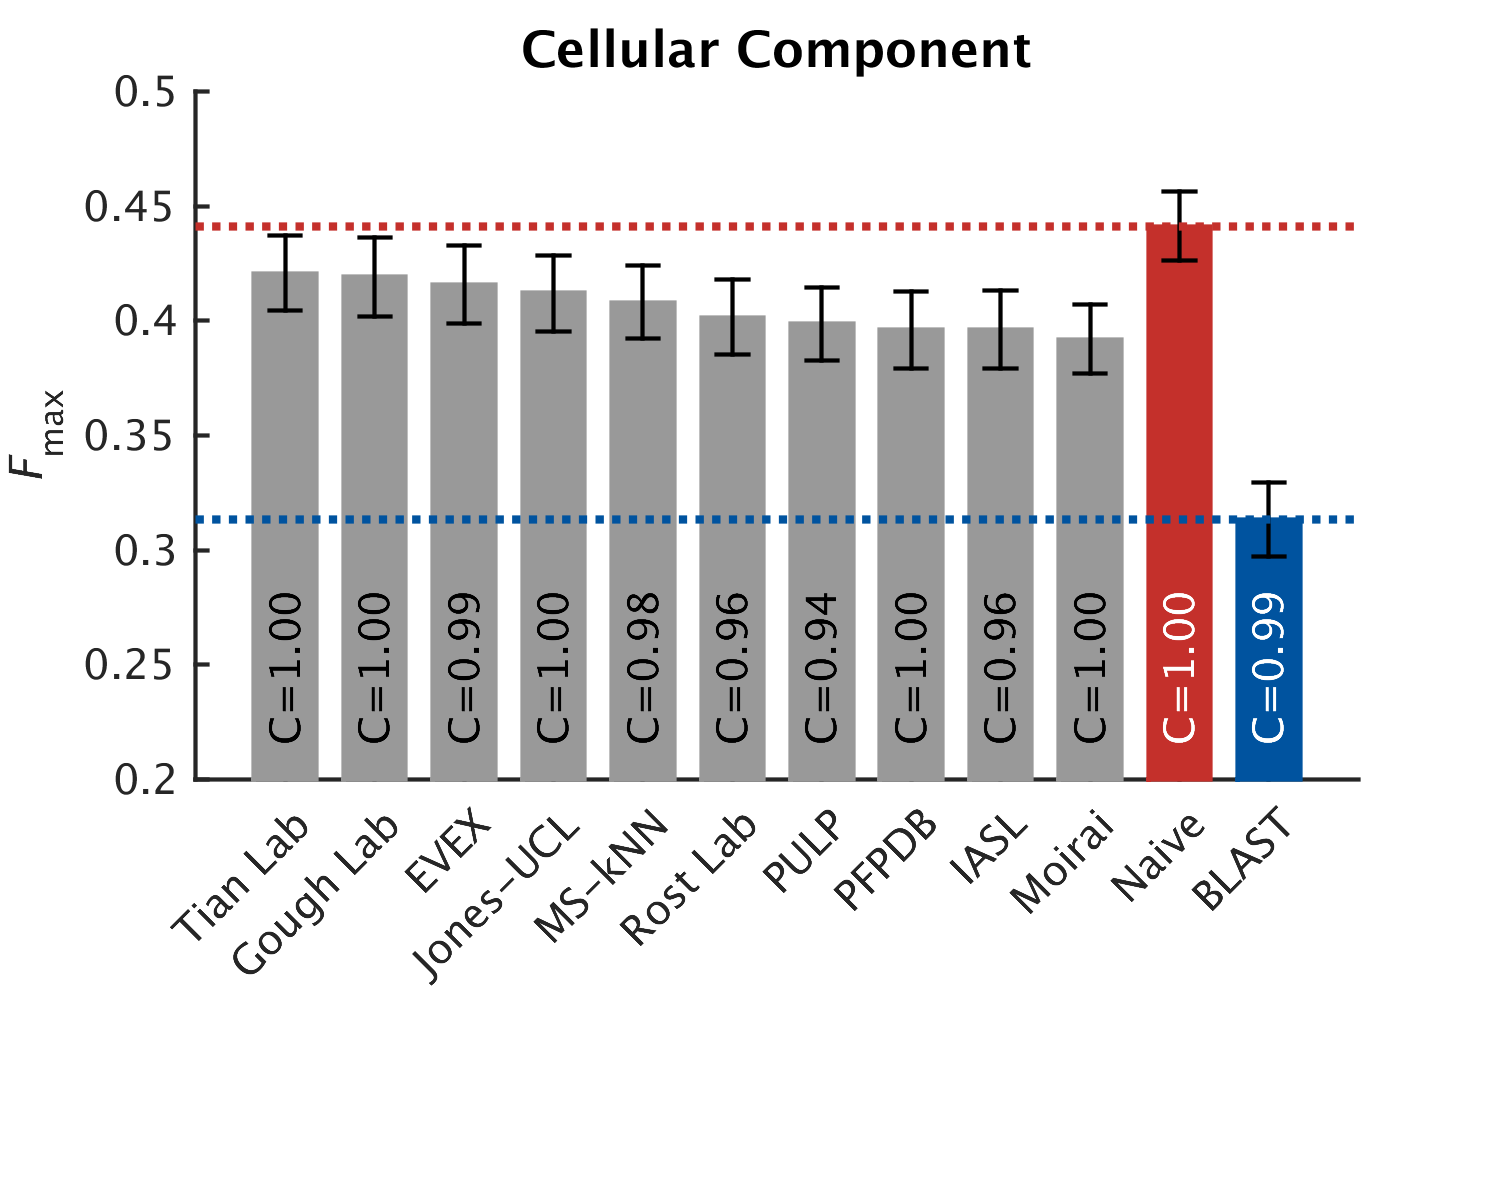 Cellular Component
0.5
0.45
0.4
0.35
0.3
0.25
0.2
Fmax
C=1.00
C=1.00
C=0.99
C=1.00
C=0.98
C=0.96
C=0.94
C=1.00
C=0.96
C=1.00
C=1.00
C=0.99
Tian Lab
Gough Lab
EVEX
Jones-UCL
MS-kNN
Rost Lab
PULP
PFPDB
IASL
Moirai
Naive
BLAST